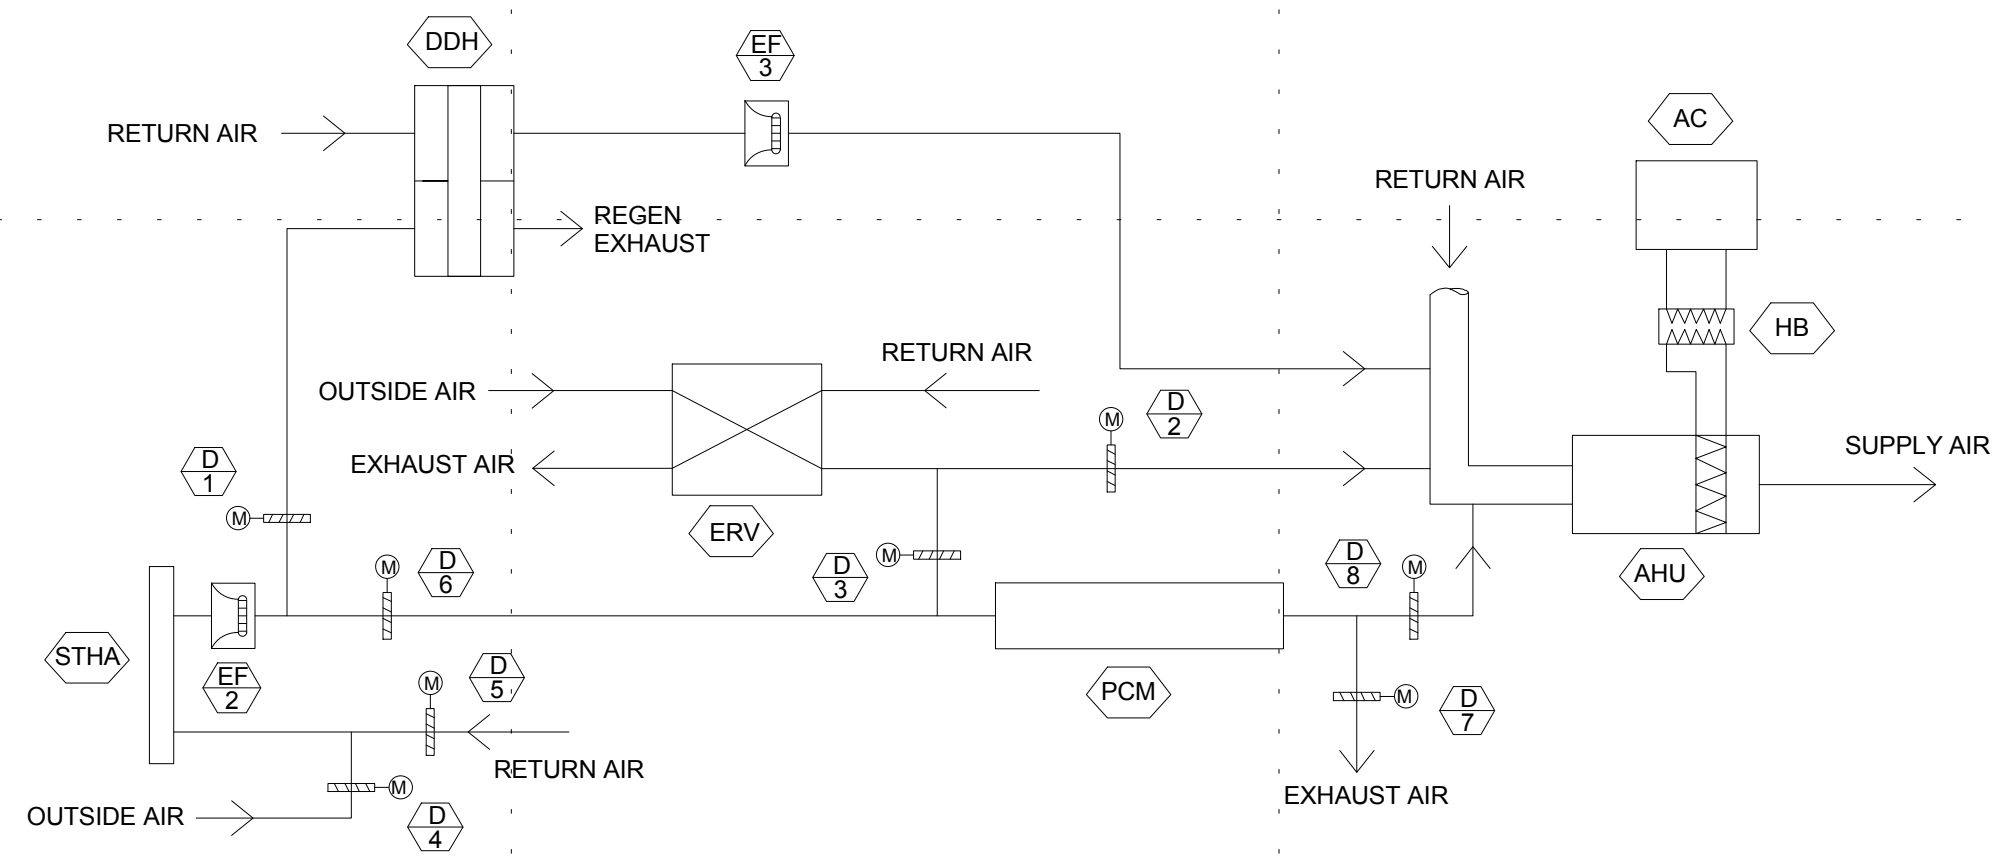 DDH
EF
3
AC
RETURN AIR
RETURN AIR
REGEN
EXHAUST
HB
RETURN AIR
OUTSIDE AIR
D
2
M
SUPPLY AIR
EXHAUST AIR
D
1
M
ERV
D
6
M
M
D
3
D
8
M
AHU
STHA
EF
2
D
5
M
PCM
M
D
7
RETURN AIR
M
EXHAUST AIR
OUTSIDE AIR
D
4